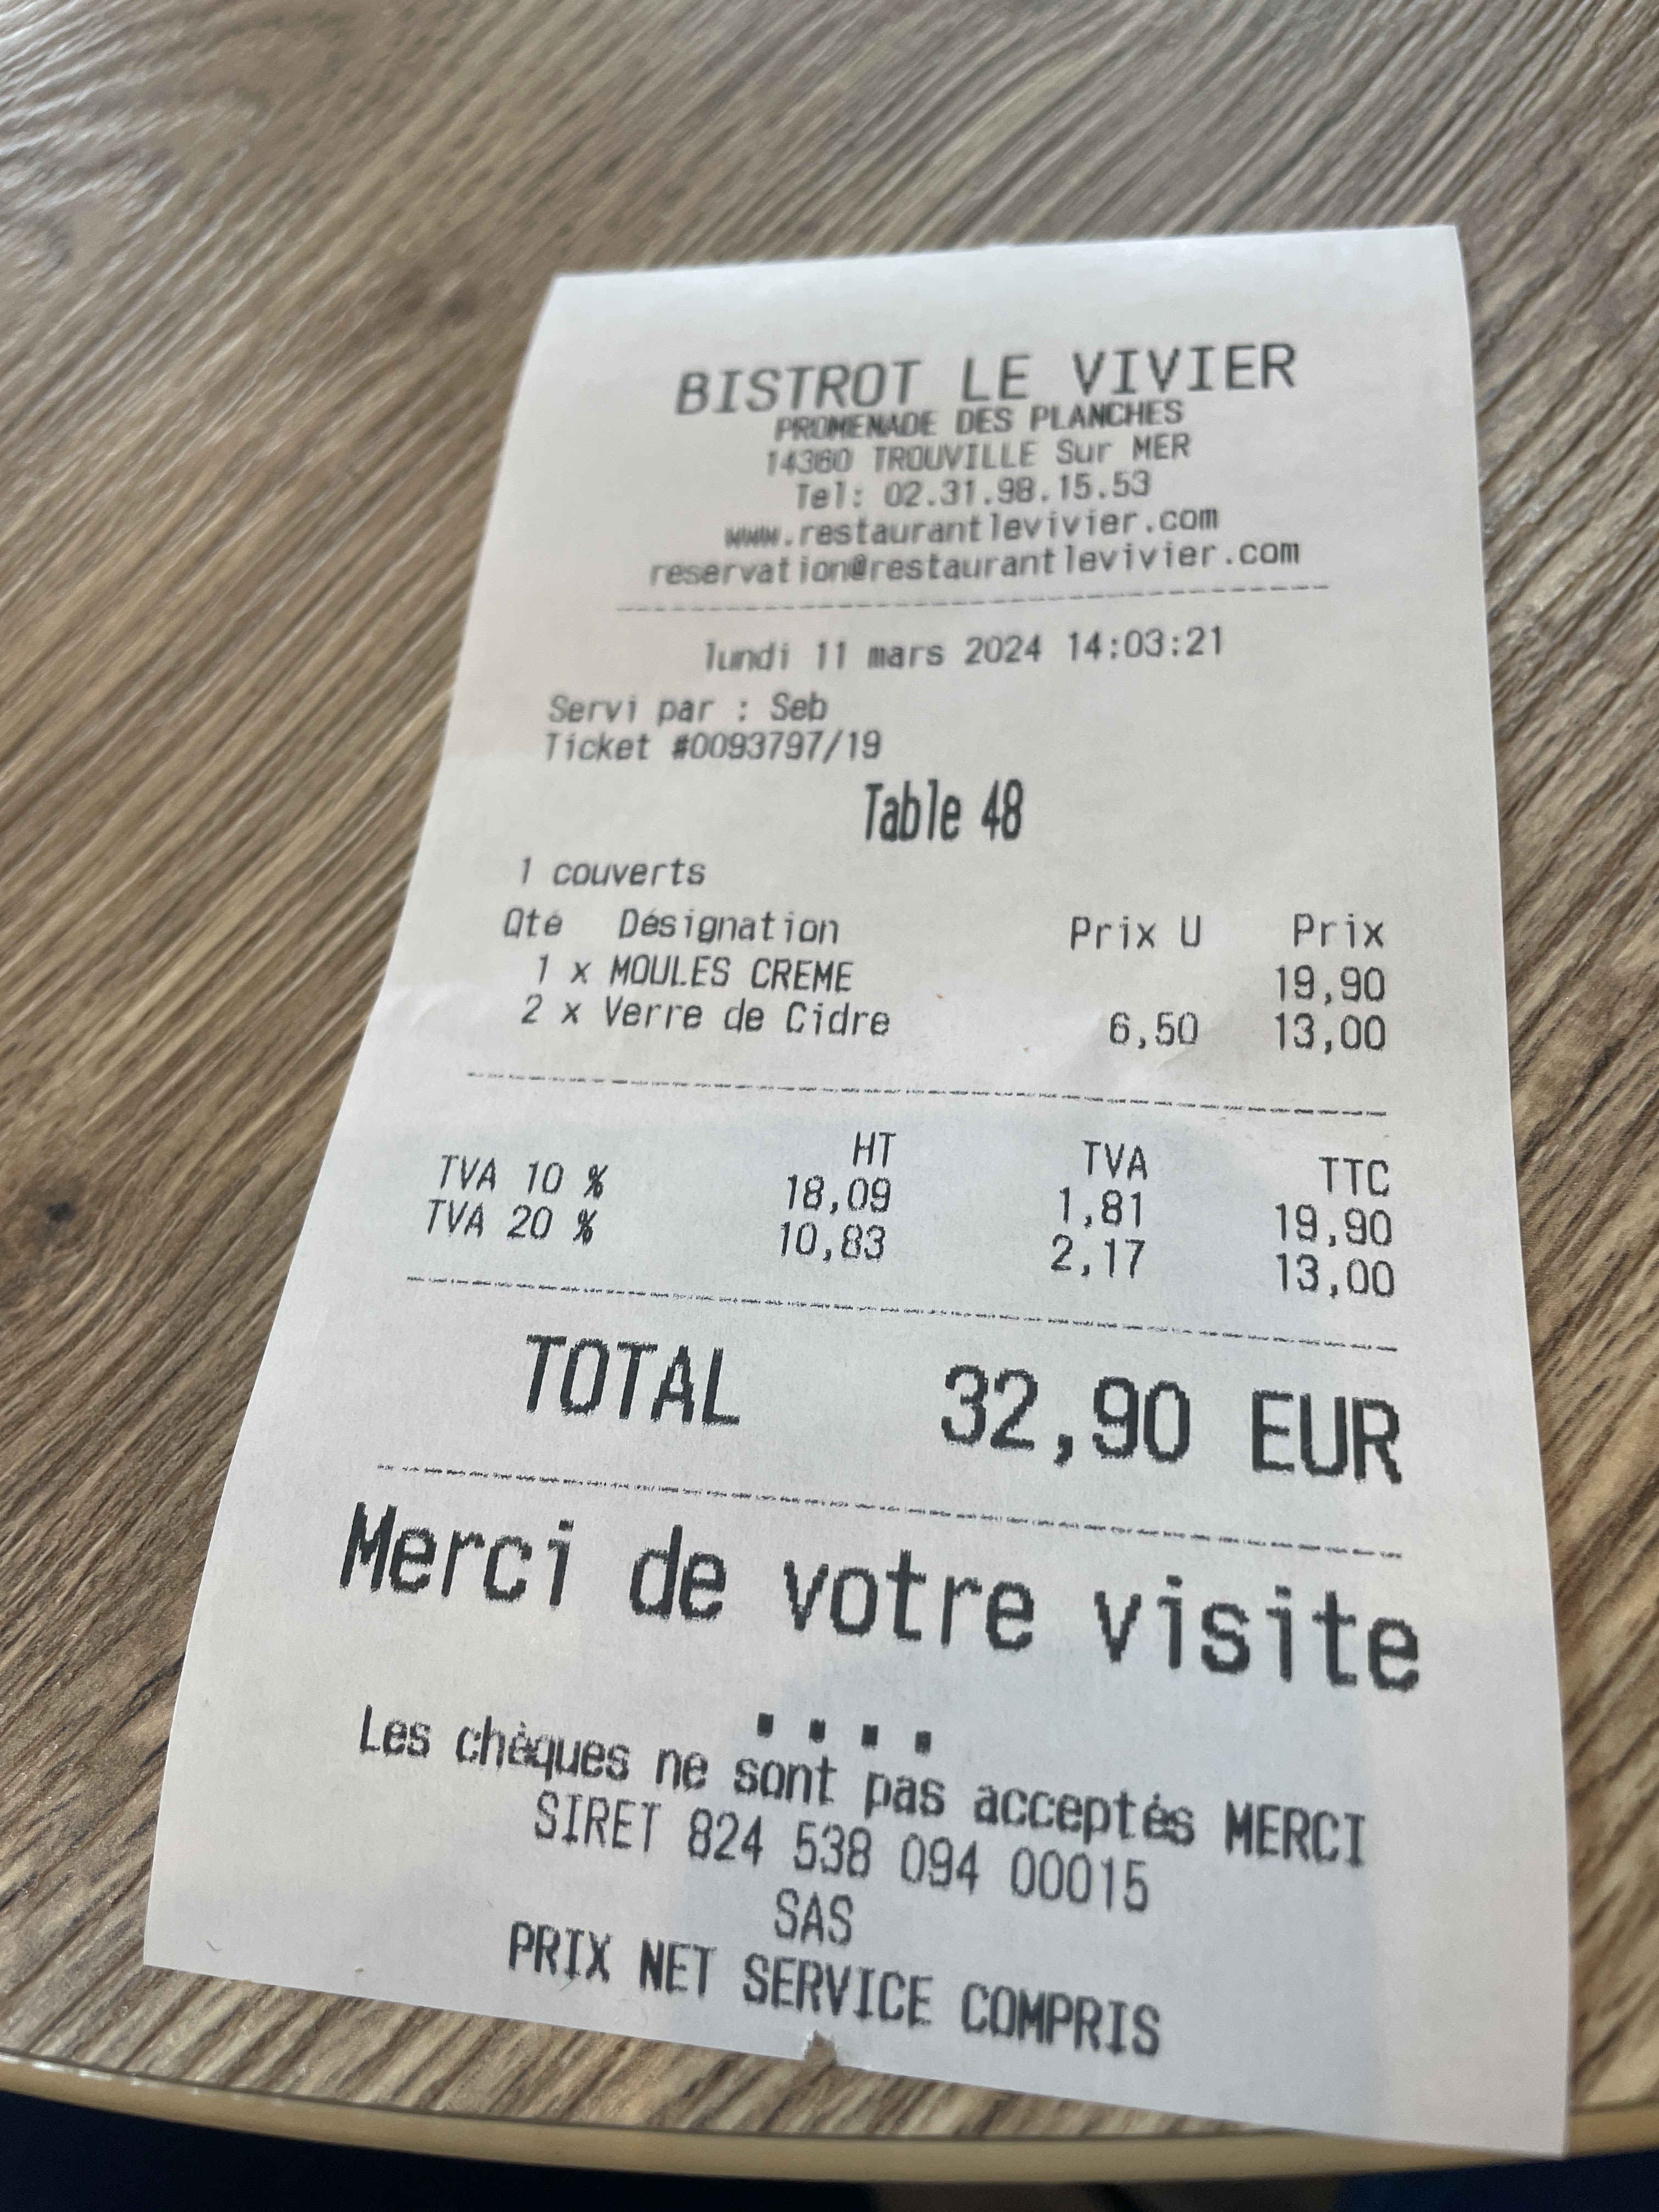 BISTROT LE VIVIER
PROMENADE DES PLANCHES
14360 TROUVILLE Sur MER
Tel: 02.31.98.15.53
www.restaurantlevivier.com
reservation@restaurantlevivier.com
lundi 11 mars 2024 14:03:21
Servi par : Seb
Ticket #0093797/19
Table 48
1 couverts
Qté Désignation Prix U Prix
1 x MOULES CREME 19,90
2 x Verre de Cidre 6,50 13,00
HT TVA TTC
TVA 10 % 18,09 1,81 19,90
TVA 20 % 10,83 2,17 13,00
TOTAL 32,90 EUR
Merci de votre visite
....
Les chèques ne sont pas acceptés MERCI
SIRET 824 538 094 00015
SAS
PRIX NET SERVICE COMPRIS